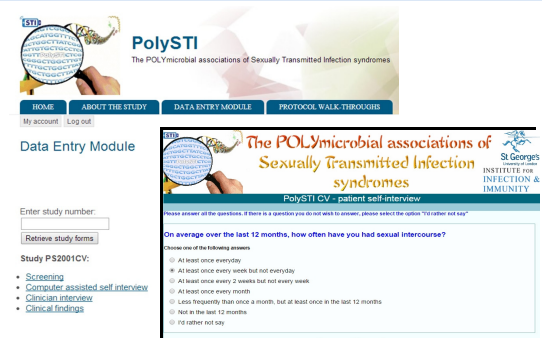 STI
PolySTI
The POLYmicrobial associations of Sexually Transmitted Infection syndromes
HOME
ABOUT THE STUDY
DATA ENTRY MODULE
PROTOCOL WALK-THROUGHS
My account
Log out
Data Entry Module
Enter study number:
Retrieve study forms
Study PS2001CV:
Screening
Computer assisted self interview
Clinician interview
Clinical findings
STI
The POLYmicrobial associations of
Sexually Transmitted Infection
syndromes
St George's
University of London
INSTITUTE FOR
INFECTION &
IMMUNITY
PolySTI CV - patient self-interview
Please answer all the questions. If there is a question you do not wish to answer, please select the option "I'd rather not say"
On average over the last 12 months, how often have you had sexual intercourse?
Choose one of the following answers
At least once everyday
At least once every week but not everyday
At least once every 2 weeks but not every week
At least once every month
Less frequently than once a month, but at least once in the last 12 months
Not in the last 12 months
I'd rather not say